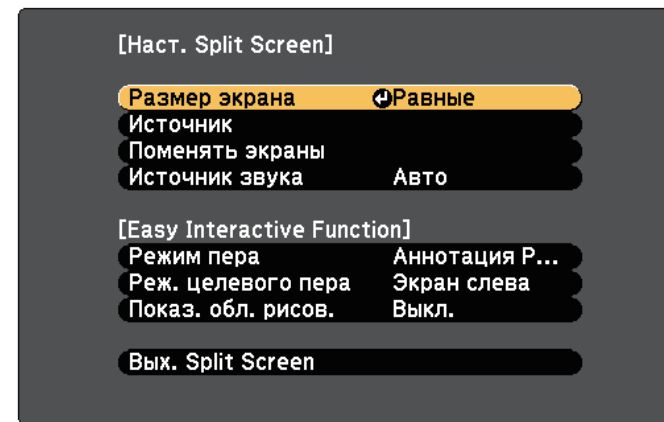 [Наст. Split Screen]
Размер экрана Равные
Источник
Поменять экраны
Источник звука Авто
[Easy Interactive Function]
Режим пера Аннотация P...
Реж. целевого пера Экран слева
Показ. обл. рисов. Выкл.
Вых. Split Screen